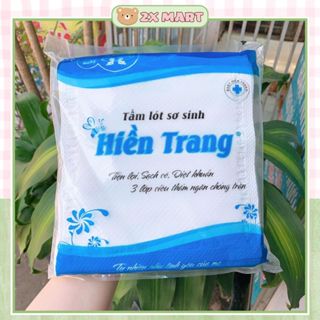 2X MART
Tấm lót sơ sinh
Hiền Trang
Tiện lợi, Sạch sẽ, Diệt khuẩn
3 lớp siêu thấm ngăn chống tràn